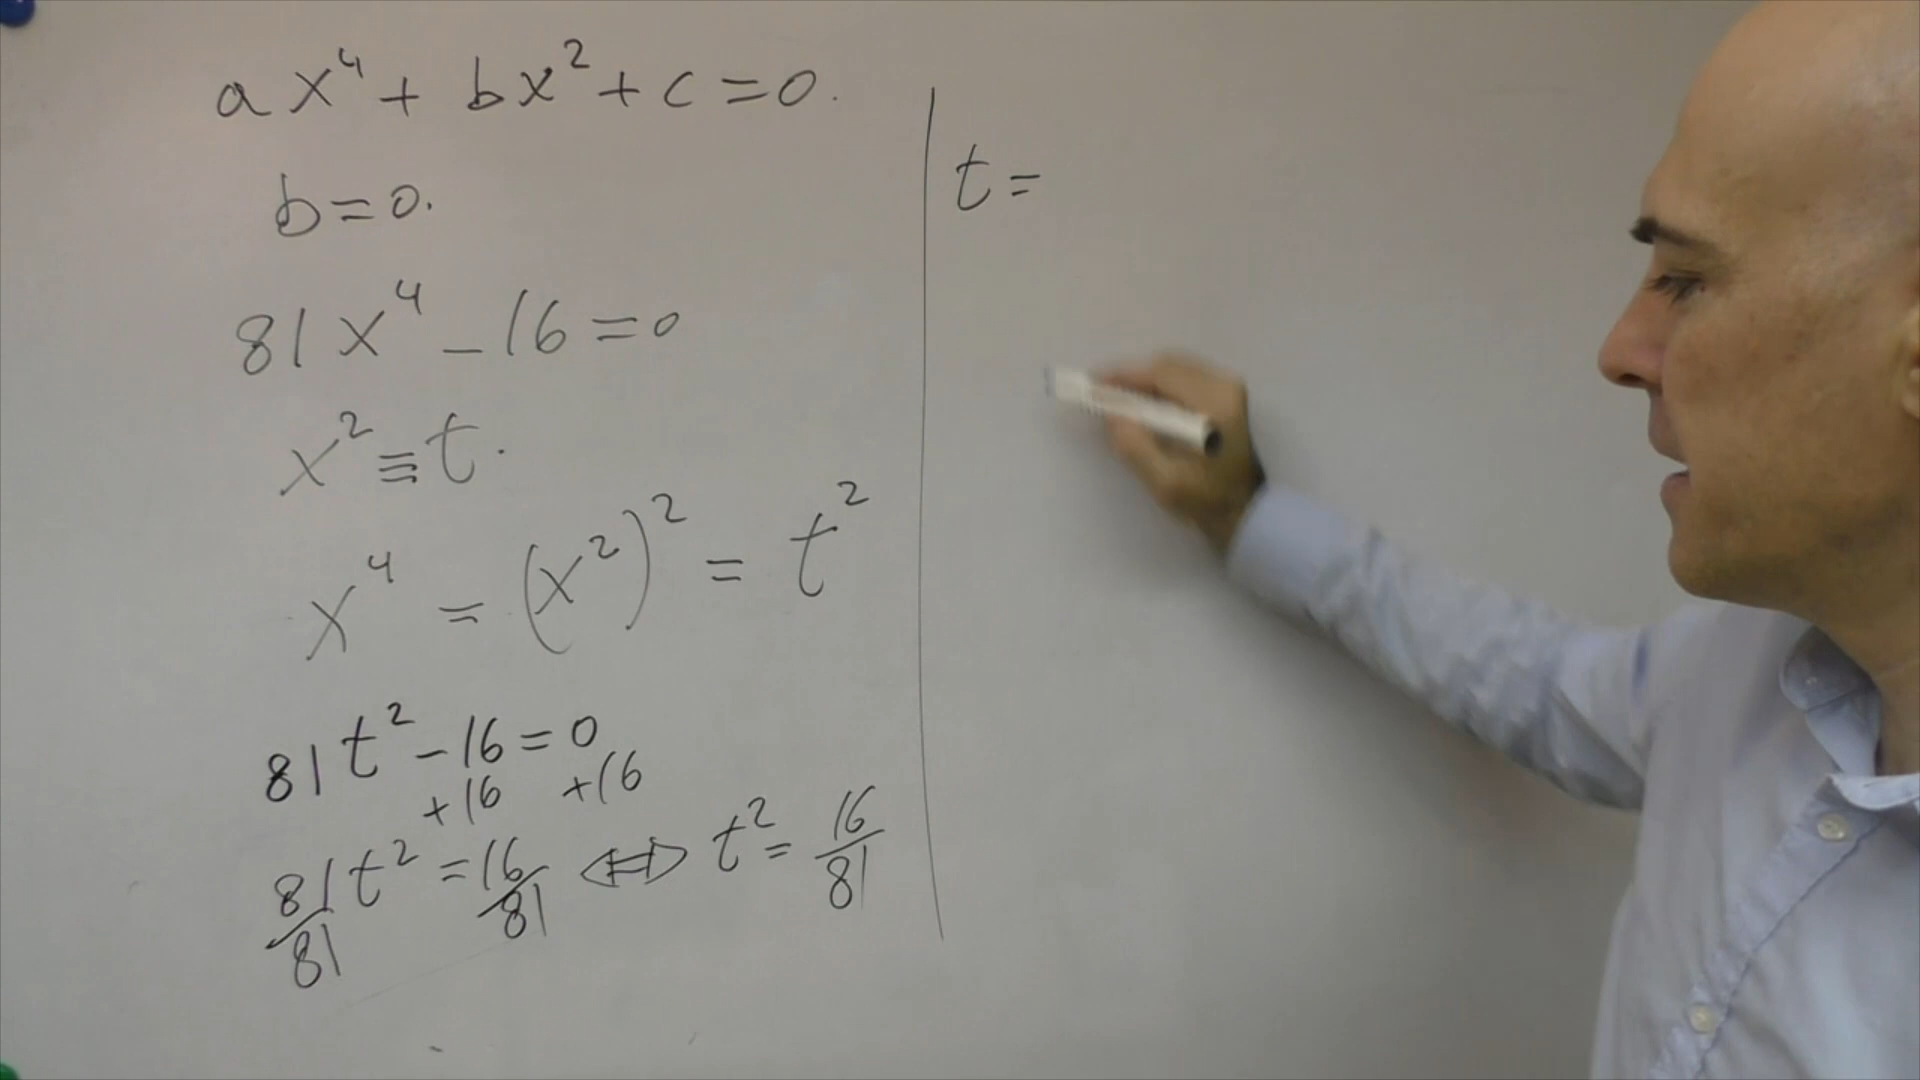 ax⁴ + bx² + c = 0.
b = 0.
81x⁴ - 16 = 0
x² ≡ t.
x⁴ = (x²)² = t²
81t² - 16 = 0
+16 +16
81t²/81 = 16/81 ⟺ t² = 16/81
t =